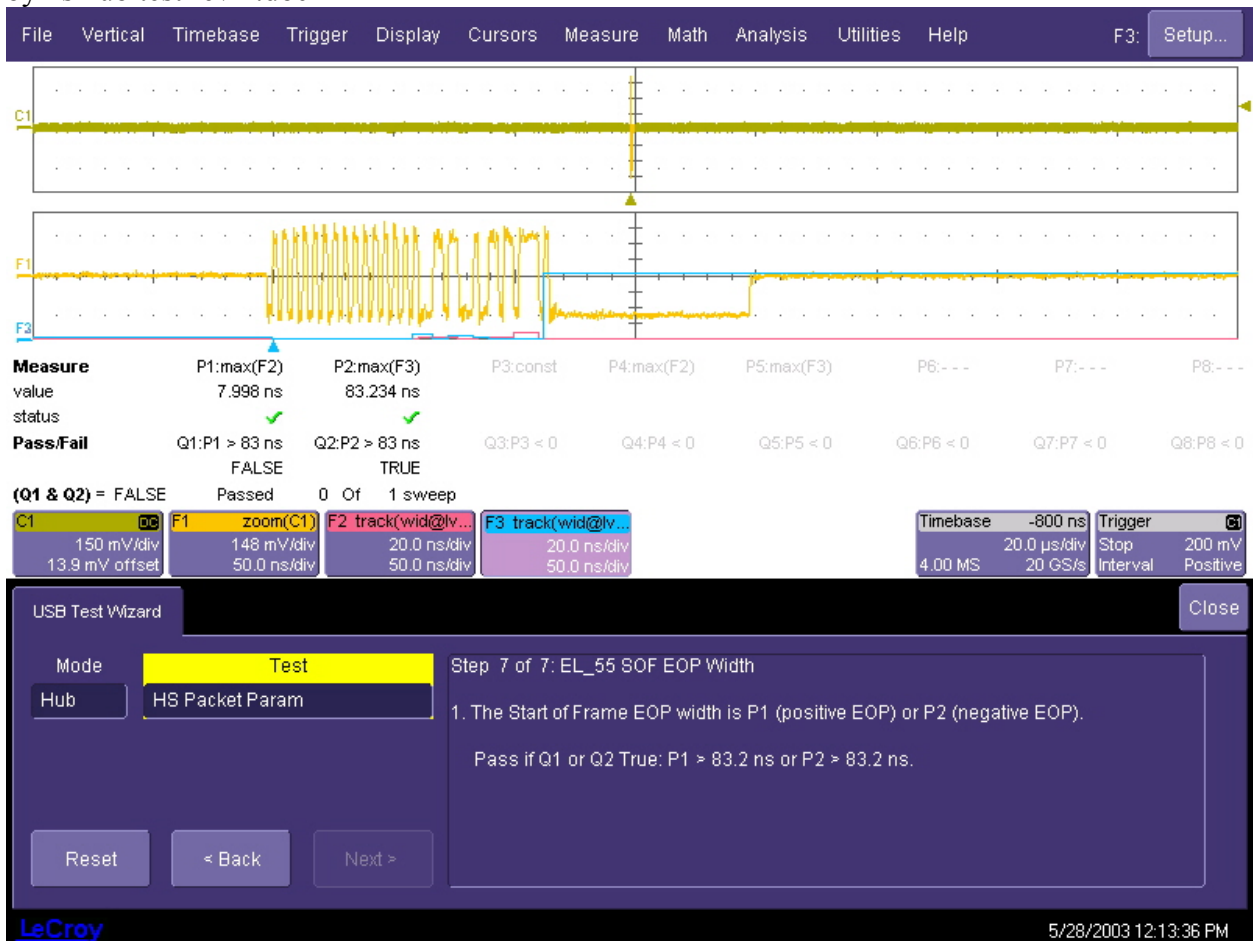 File Vertical Timebase Trigger Display Cursors Measure Math Analysis Utilities Help F3: Setup...
C1
F1
F3
Measure P1:max(F2) P2:max(F3) P3:const P4:max(F2) P5:max(F3) P6:- - - P7:- - - P8:- - -
value 7.998 ns 83.234 ns
status
Pass/Fail Q1:P1 > 83 ns Q2:P2 > 83 ns Q3:P3 < 0 Q4:P4 < 0 Q5:P5 < 0 Q6:P6 < 0 Q7:P7 < 0 Q8:P8 < 0
FALSE TRUE
(Q1 & Q2) = FALSE Passed 0 Of 1 sweep
C1 DC F1 zoom(C1) F2 track(wid@lv... F3 track(wid@lv... Timebase -800 ns Trigger C1
150 mV/div 148 mV/div 20.0 ns/div 20.0 ns/div 20.0 µs/div Stop 200 mV
13.9 mV offset 50.0 ns/div 50.0 ns/div 50.0 ns/div 4.00 MS 20 GS/s Interval Positive
USB Test Wizard Close
Mode Test Step 7 of 7: EL_55 SOF EOP Width
Hub HS Packet Param
1. The Start of Frame EOP width is P1 (positive EOP) or P2 (negative EOP).
Pass if Q1 or Q2 True: P1 > 83.2 ns or P2 > 83.2 ns.
Reset < Back Next >
LeCroy 5/28/2003 12:13:36 PM